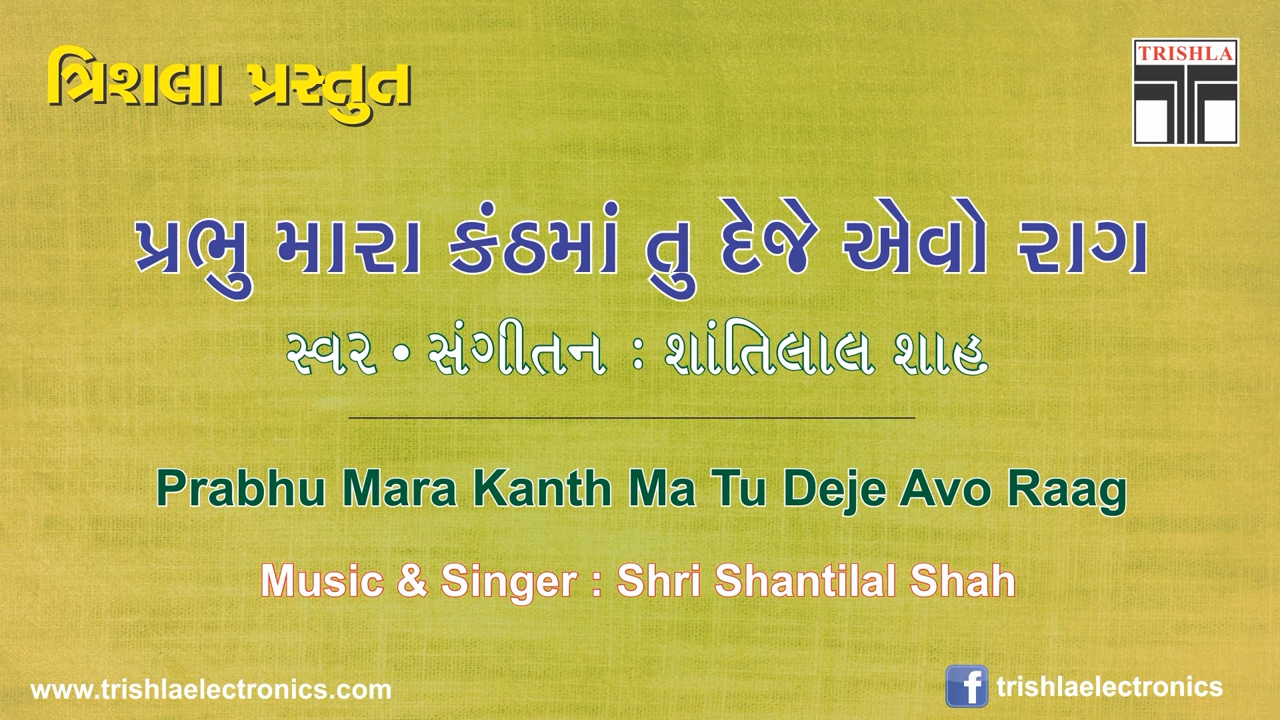 ત્રિશલા પ્રસ્તુત
TRISHLA
પ્રભુ મારા કંઠમાં તુ દેજે એવો રાગ
સ્વર • સંગીતન : શાંતિલાલ શાહ
Prabhu Mara Kanth Ma Tu Deje Avo Raag
Music & Singer : Shri Shantilal Shah
www.trishlaelectronics.com
f trishlaelectronics